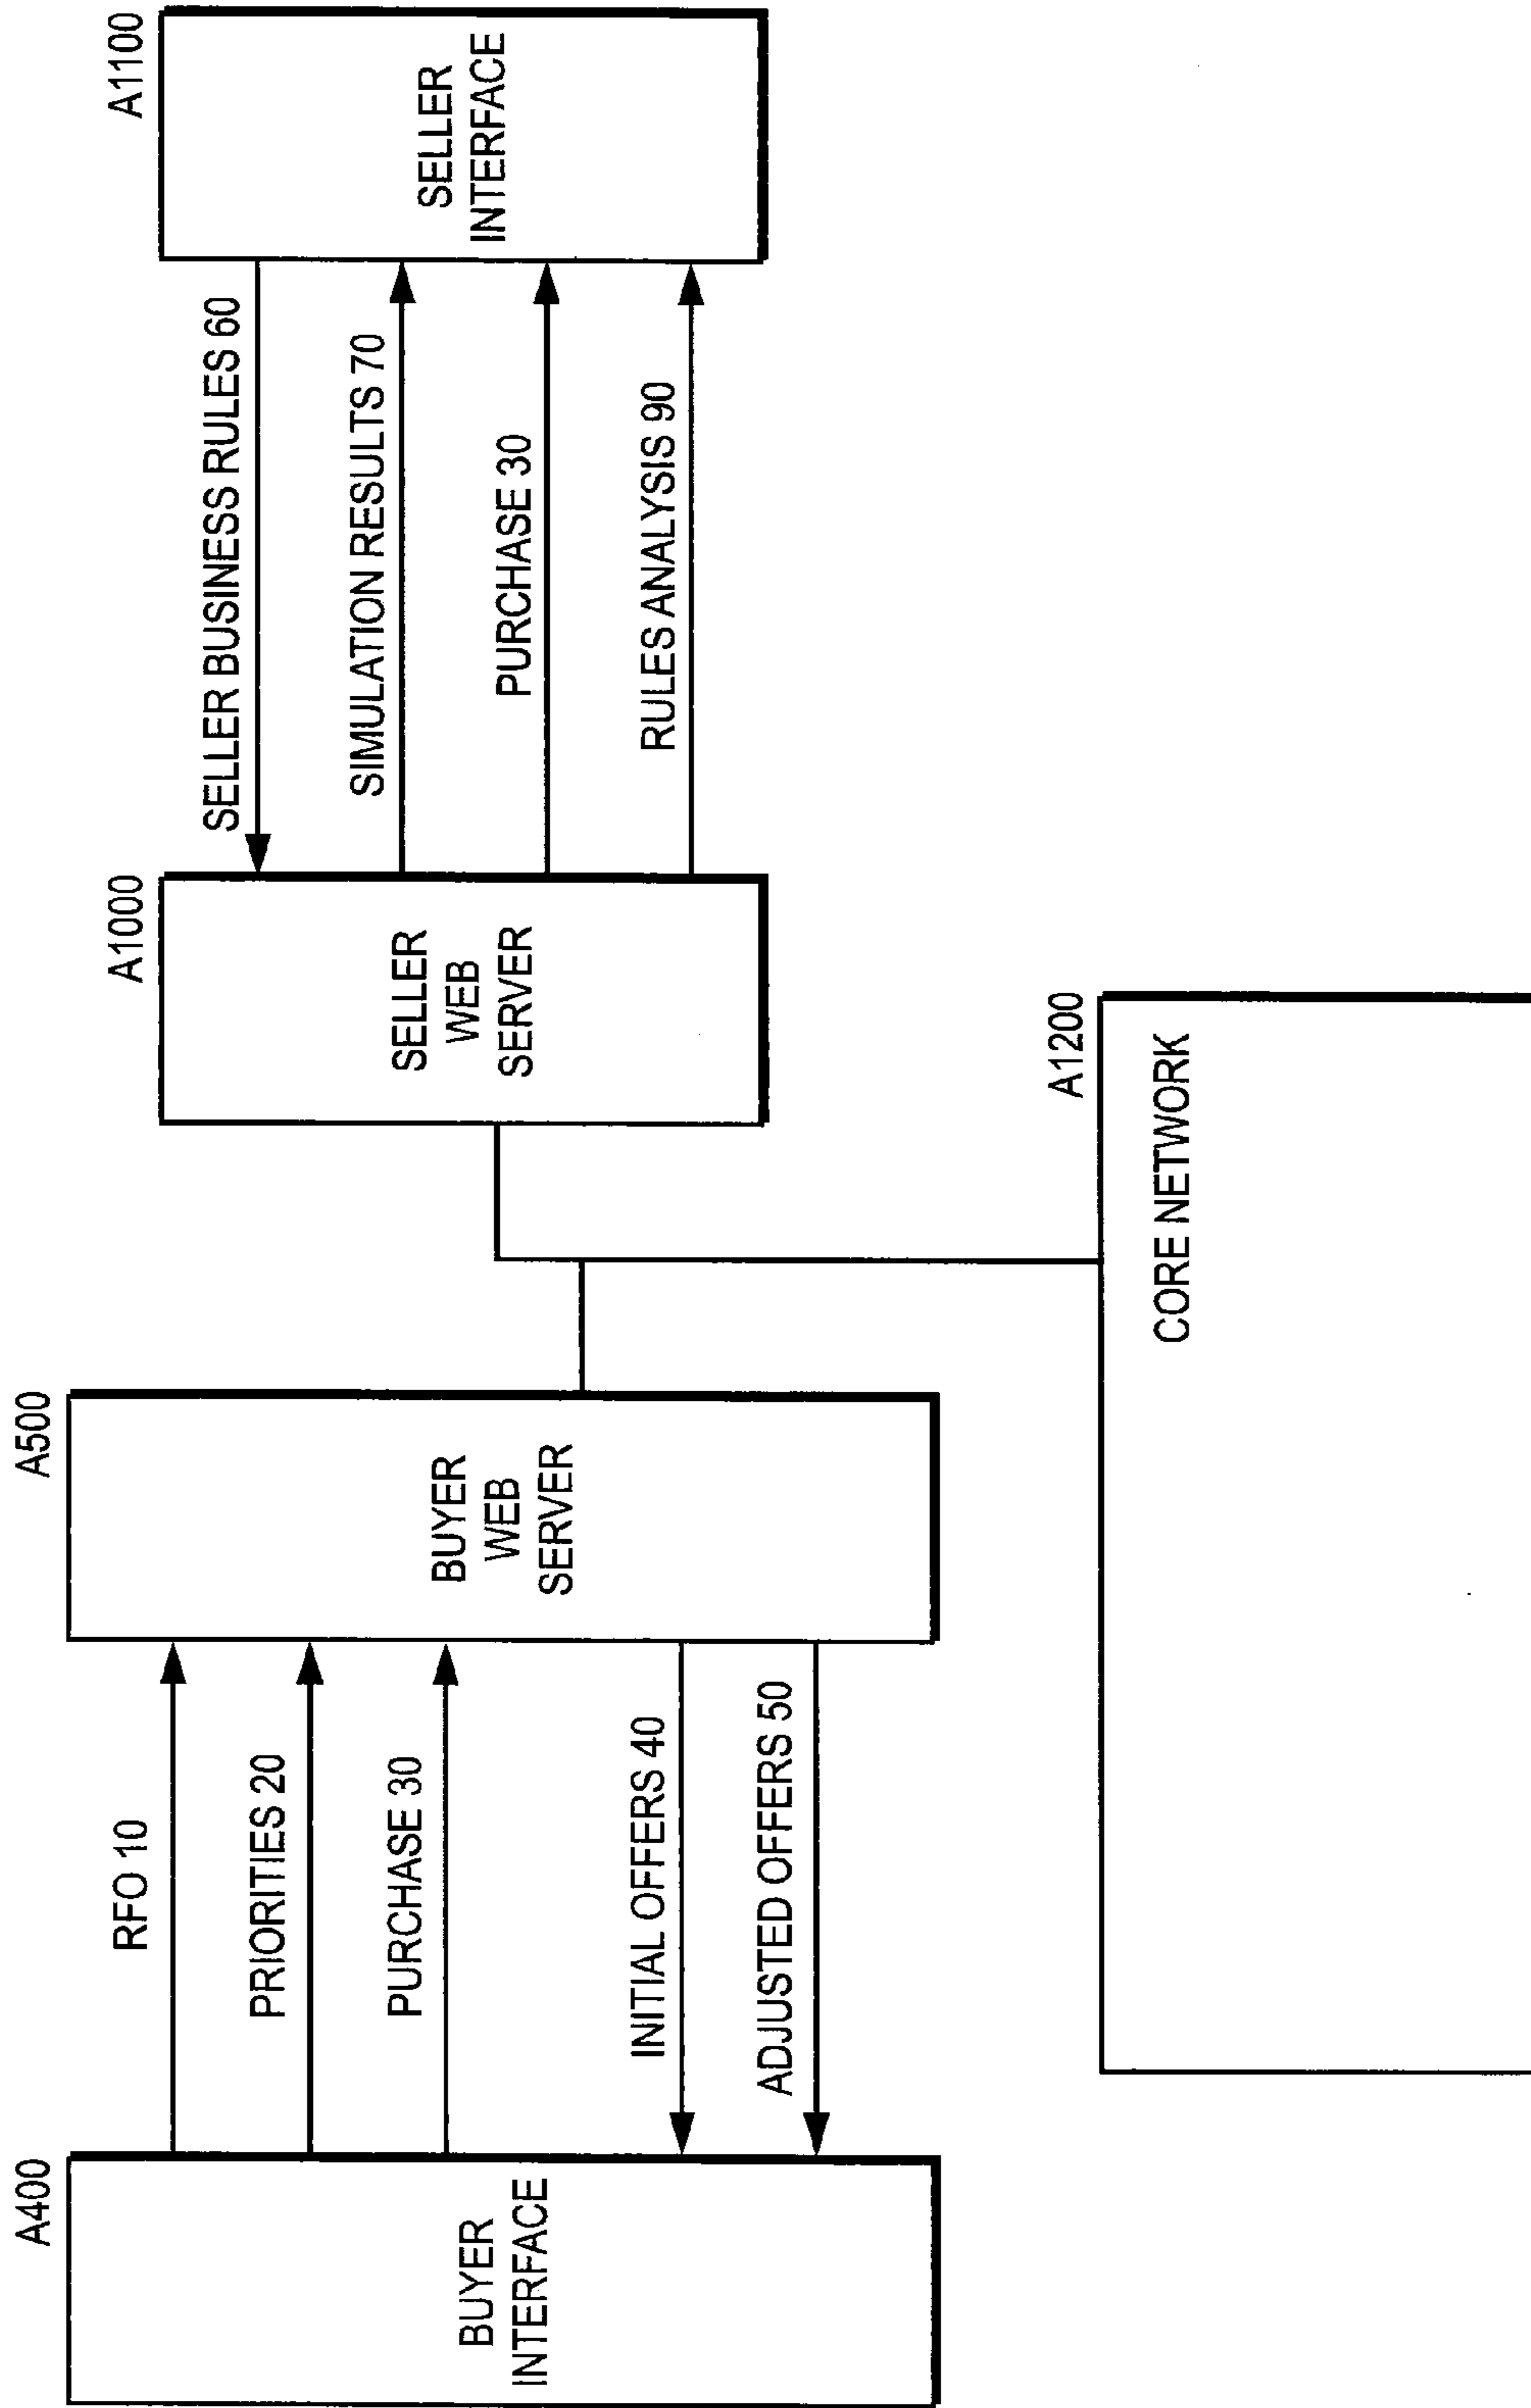 A400
BUYER
INTERFACE
RFO 10
PRIORITIES 20
PURCHASE 30
INITIAL OFFERS 40
ADJUSTED OFFERS 50
A500
BUYER
WEB
SERVER
A1000
SELLER
WEB
SERVER
SELLER BUSINESS RULES 60
SIMULATION RESULTS 70
PURCHASE 30
RULES ANALYSIS 90
A1100
SELLER
INTERFACE
A1200
CORE NETWORK